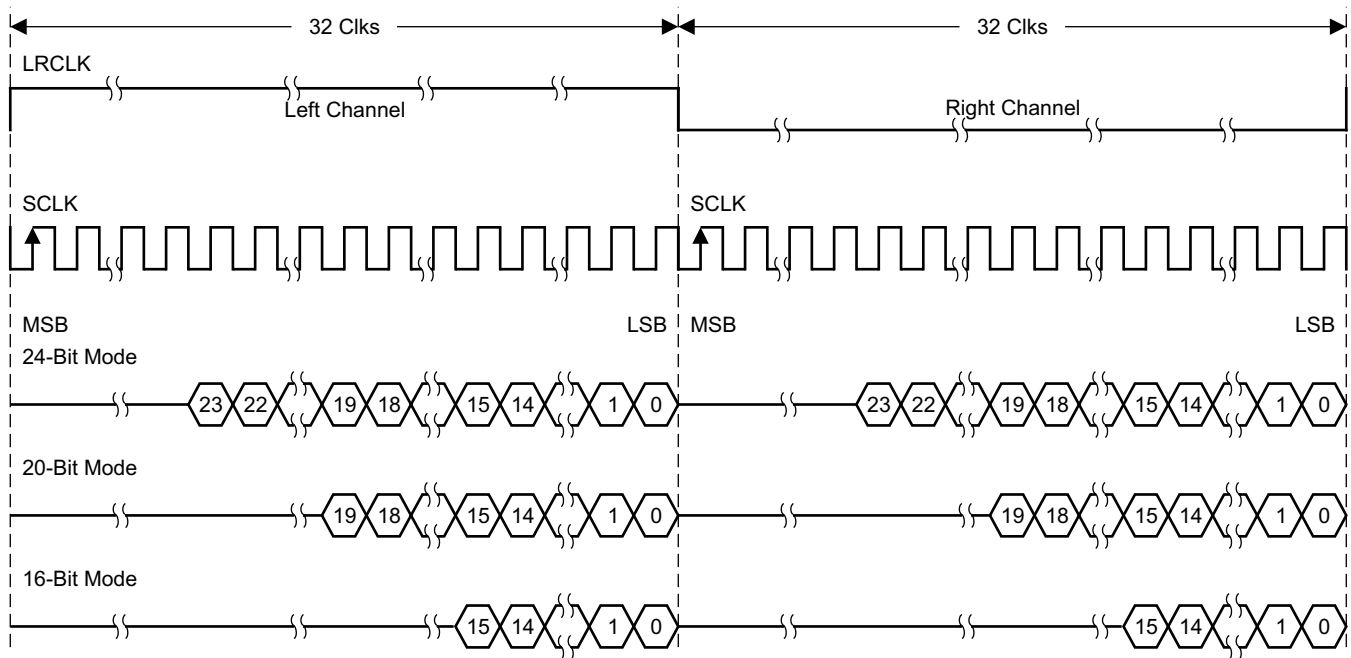 32 Clks 32 Clks
LRCLK
Left Channel Right Channel
SCLK SCLK
MSB LSB MSB LSB
24-Bit Mode
23 22 19 18 15 14 1 0 23 22 19 18 15 14 1 0
20-Bit Mode
19 18 15 14 1 0 19 18 15 14 1 0
16-Bit Mode
15 14 1 0 15 14 1 0